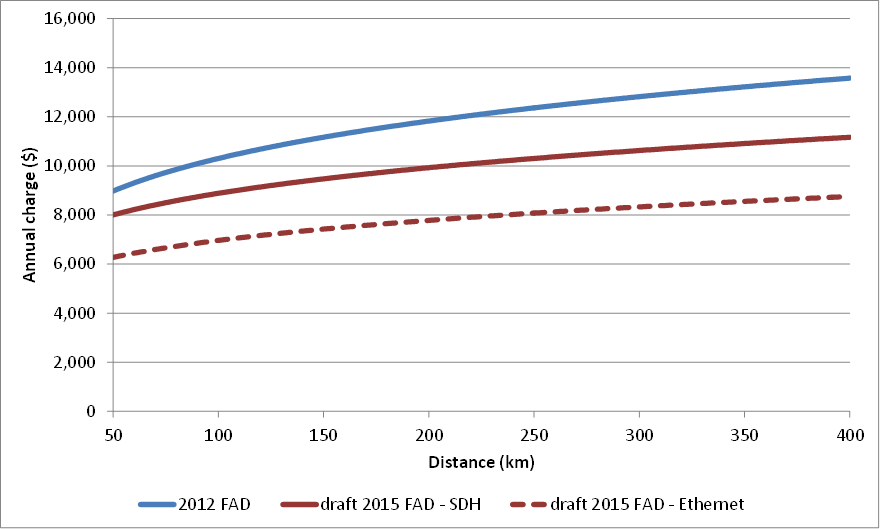 16,000
14,000
12,000
10,000
8,000
6,000
4,000
2,000
0
Annual charge ($)
50 100 150 200 250 300 350 400
Distance (km)
2012 FAD draft 2015 FAD - SDH draft 2015 FAD - Ethernet